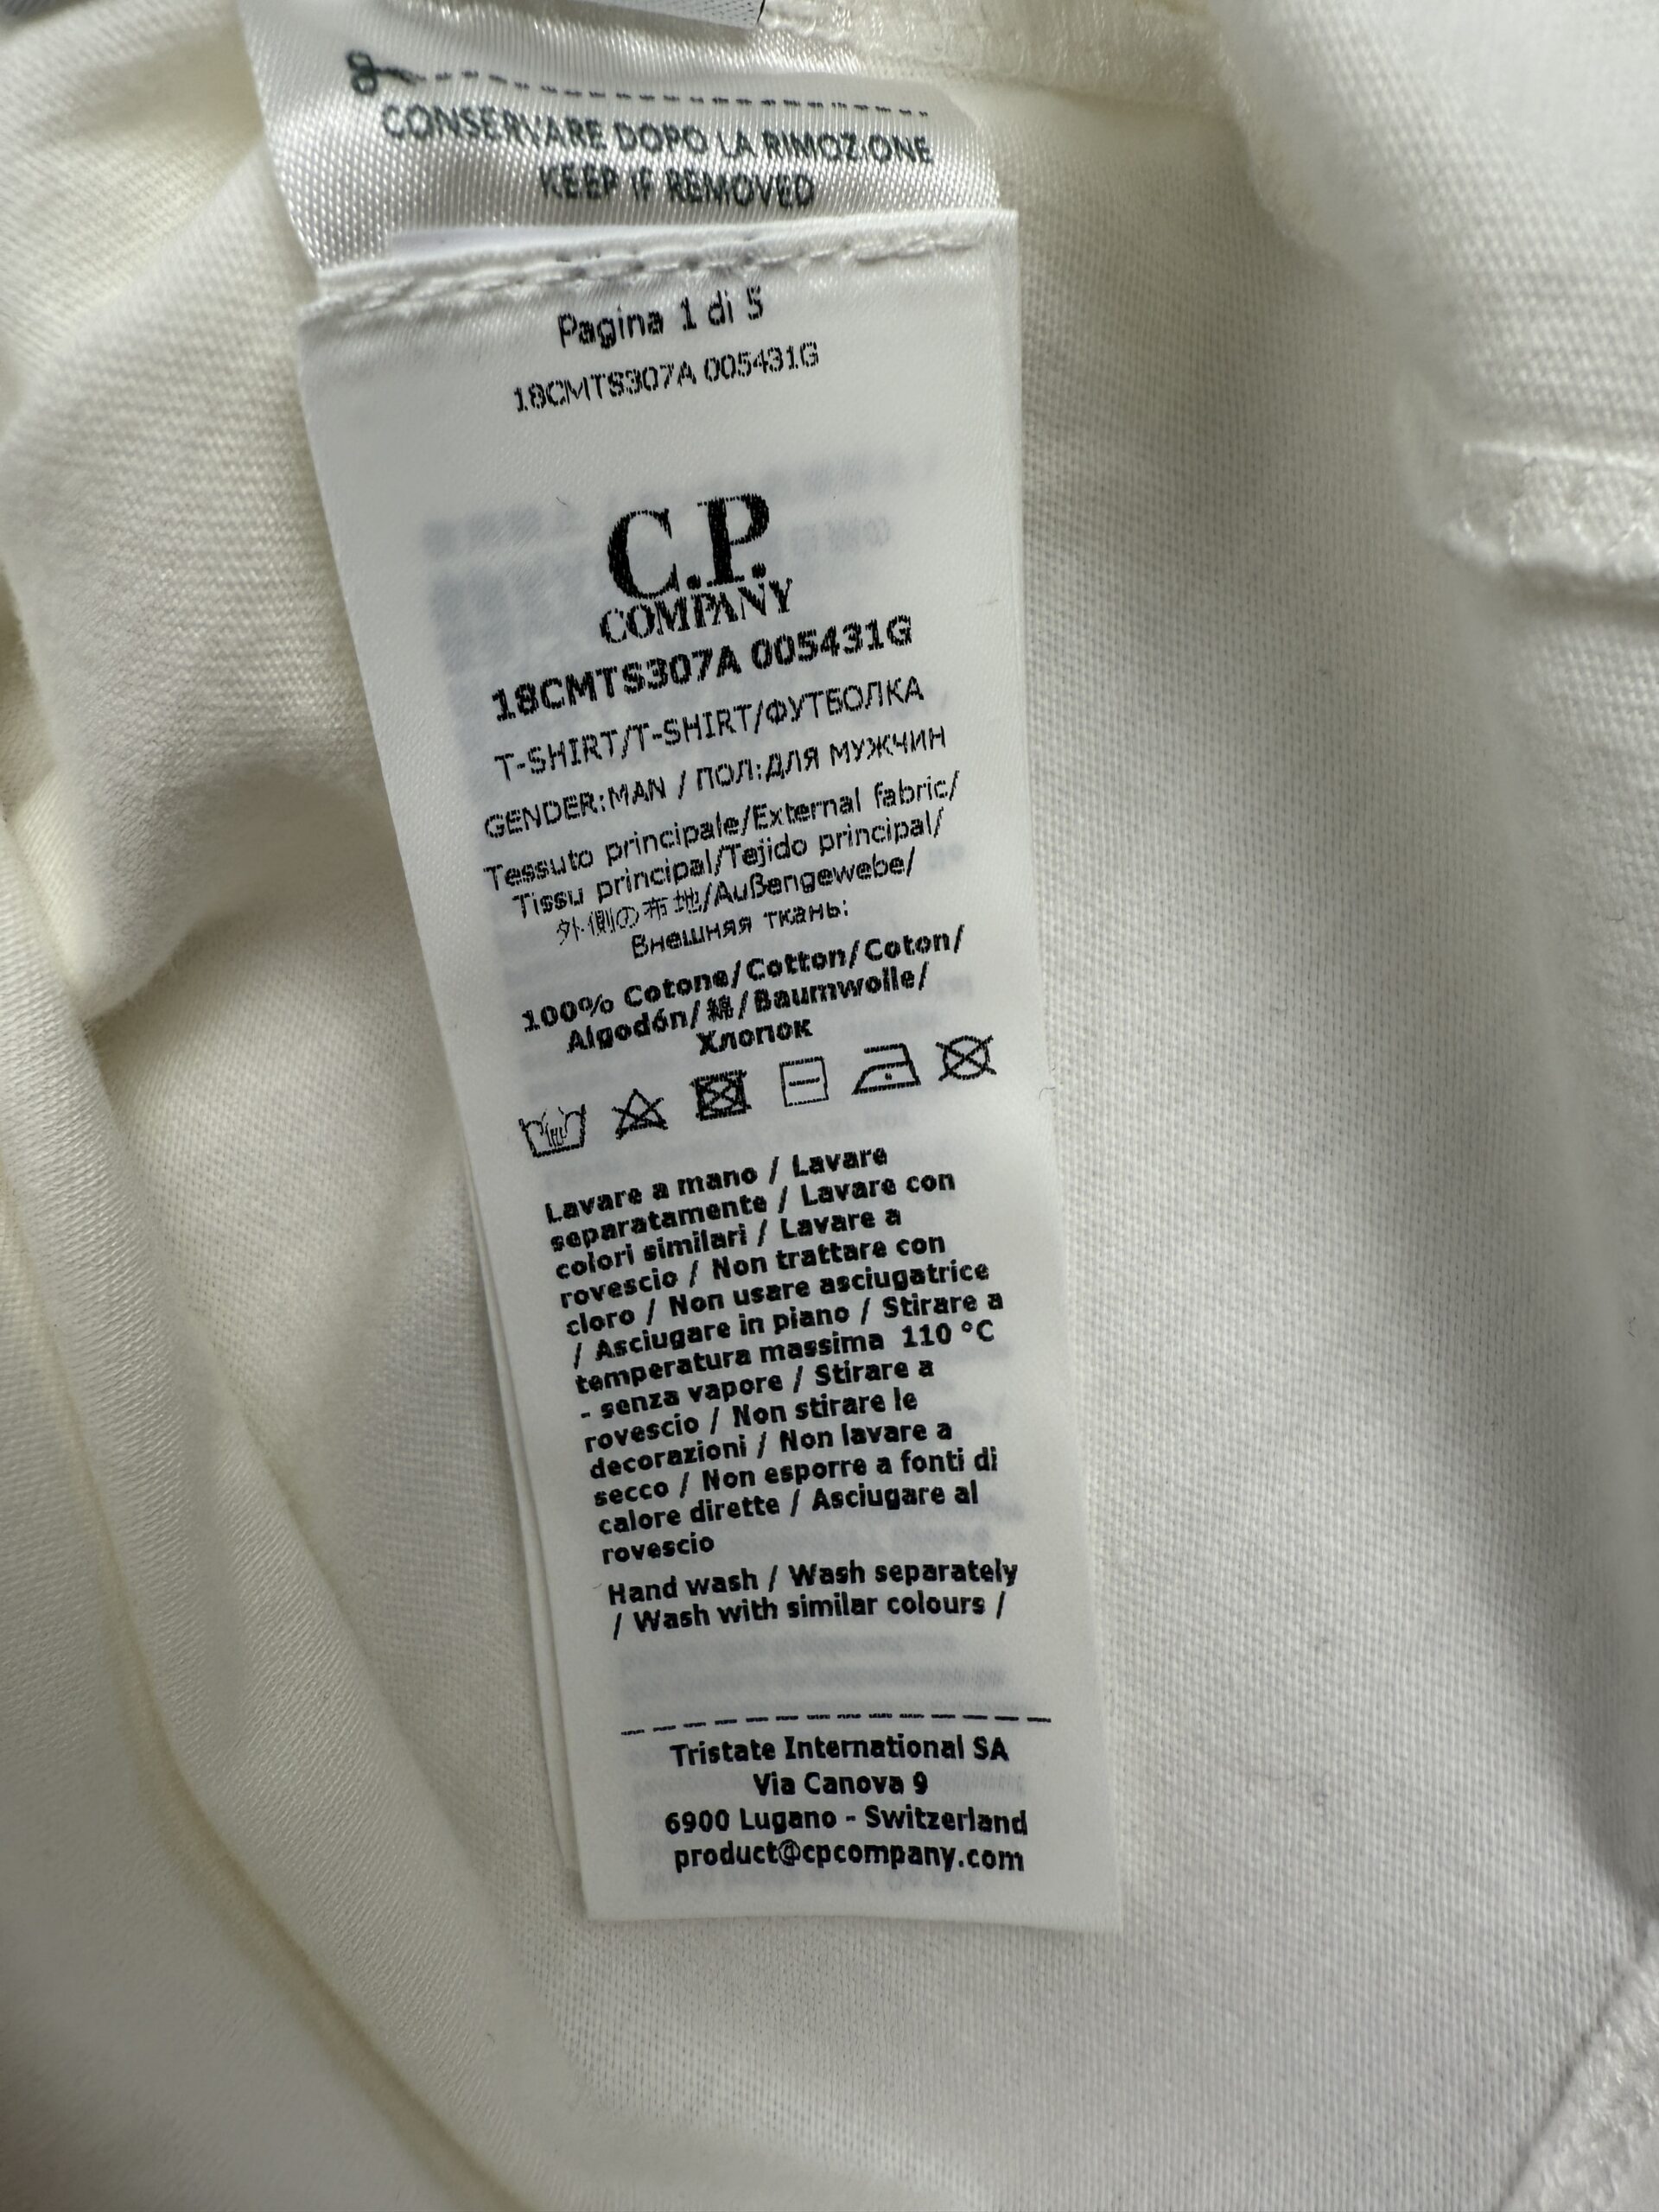 CONSERVARE DOPO LA RIMOZIONE
KEEP IF REMOVED
Pagina 1 di 5
18CMTS307A 005431G
C.P.
COMPANY
18CMTS307A 005431G
T-SHIRT/T-SHIRT/ФУТБОЛКА
GENDER:MAN / ПОЛ:ДЛЯ МУЖЧИН
Tessuto principale/External fabric/
Tissu principal/Tejido principal/
外側の布地/Außengewebe/
Внешняя ткань:
100% Cotone/Cotton/Coton/
Algodón/綿/Baumwolle/
Хлопок
Lavare a mano / Lavare
separatamente / Lavare con
colori similari / Lavare a
rovescio / Non trattare con
cloro / Non usare asciugatrice
/ Asciugare in piano / Stirare a
temperatura massima 110 °C
- senza vapore / Stirare a
rovescio / Non stirare le
decorazioni / Non lavare a
secco / Non esporre a fonti di
calore dirette / Asciugare al
rovescio
Hand wash / Wash separately
/ Wash with similar colours /
Tristate International SA
Via Canova 9
6900 Lugano - Switzerland
product@cpcompany.com